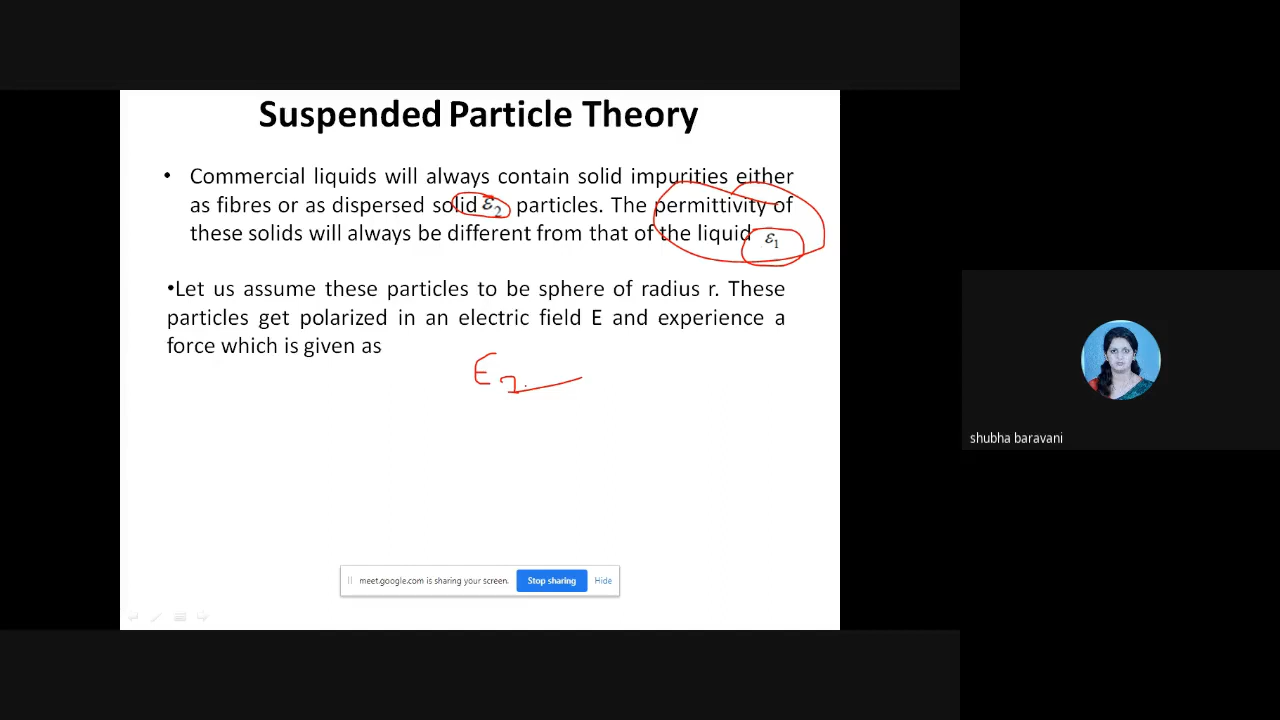 Suspended Particle Theory
• Commercial liquids will always contain solid impurities either
as fibres or as dispersed solid ε₂ particles. The permittivity of
these solids will always be different from that of the liquid ε₁
•Let us assume these particles to be sphere of radius r. These
particles get polarized in an electric field E and experience a
force which is given as
E
meet.google.com is sharing your screen. Stop sharing Hide
shubha baravani